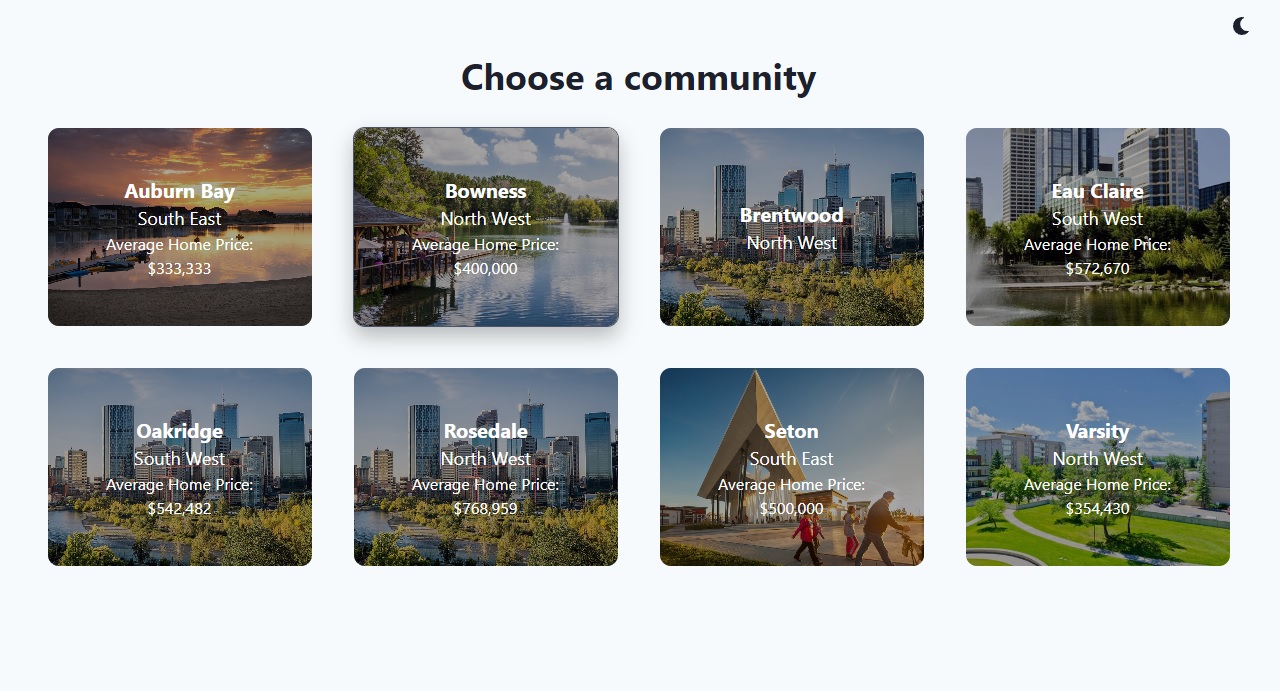 Choose a community
Auburn Bay
South East
Average Home Price:
$333,333
Bowness
North West
Average Home Price:
$400,000
Brentwood
North West
Eau Claire
South West
Average Home Price:
$572,670
Oakridge
South West
Average Home Price:
$542,482
Rosedale
North West
Average Home Price:
$768,959
Seton
South East
Average Home Price:
$500,000
Varsity
North West
Average Home Price:
$354,430